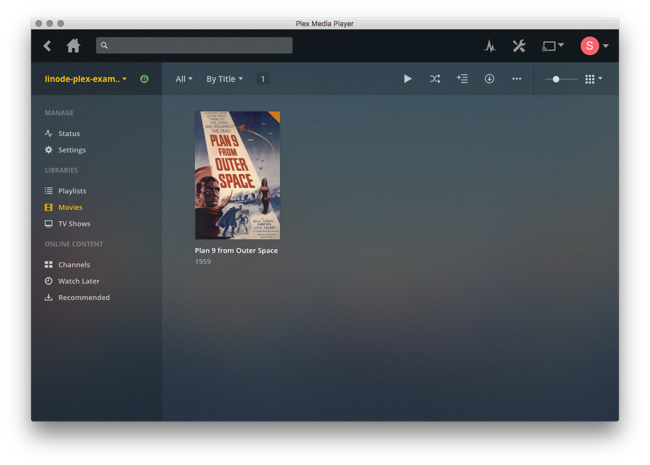 Plex Media Player
S
linode-plex-exam..
All
By Title
1
MANAGE
Status
Settings
LIBRARIES
Playlists
Movies
TV Shows
ONLINE CONTENT
Channels
Watch Later
Recommended
PLAN 9
FROM
OUTER
SPACE
Plan 9 from Outer Space
1959